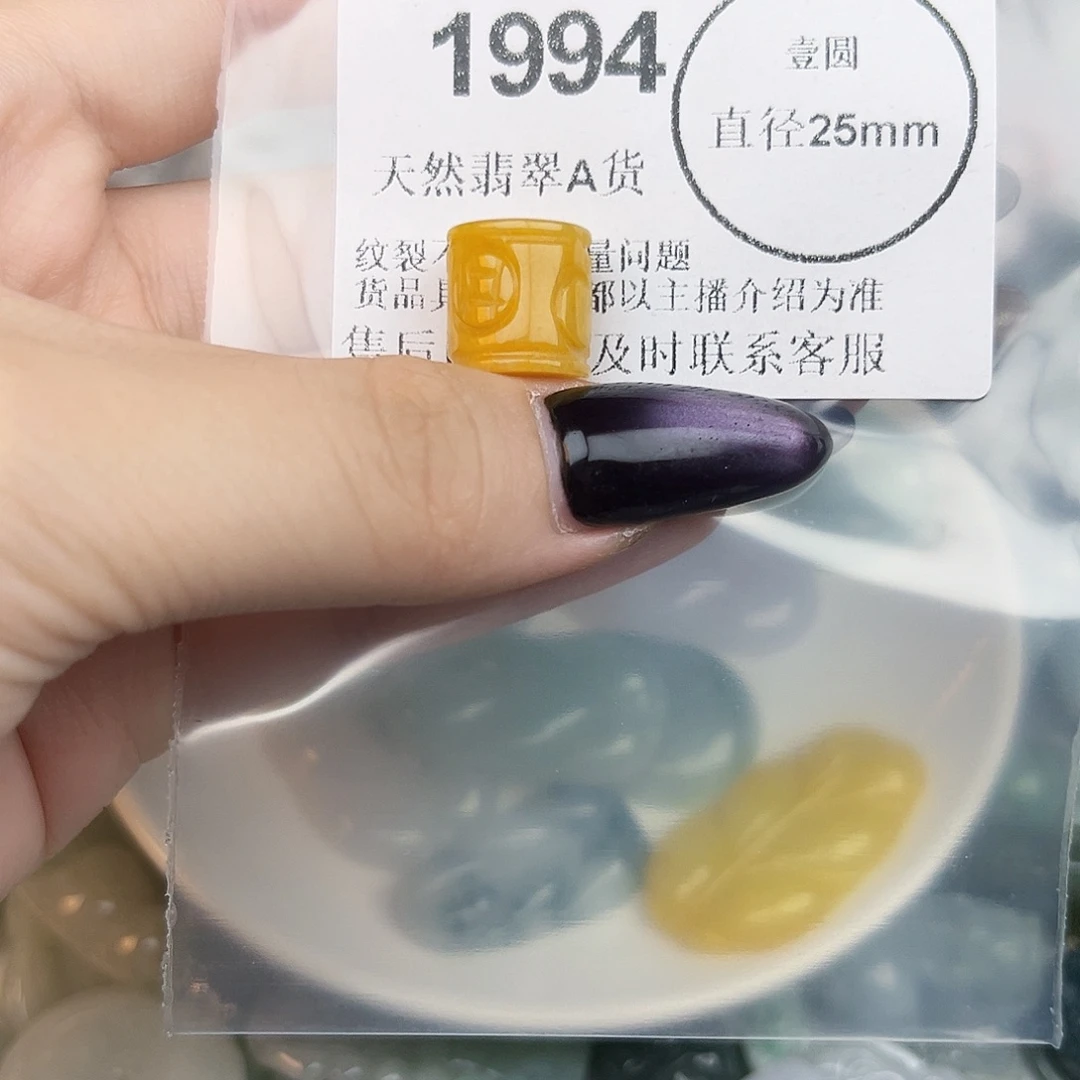 1994
壹圆
直径25mm
天然翡翠A货
纹裂 量问题
货品 都以主播介绍为准
售后 及时联系客服